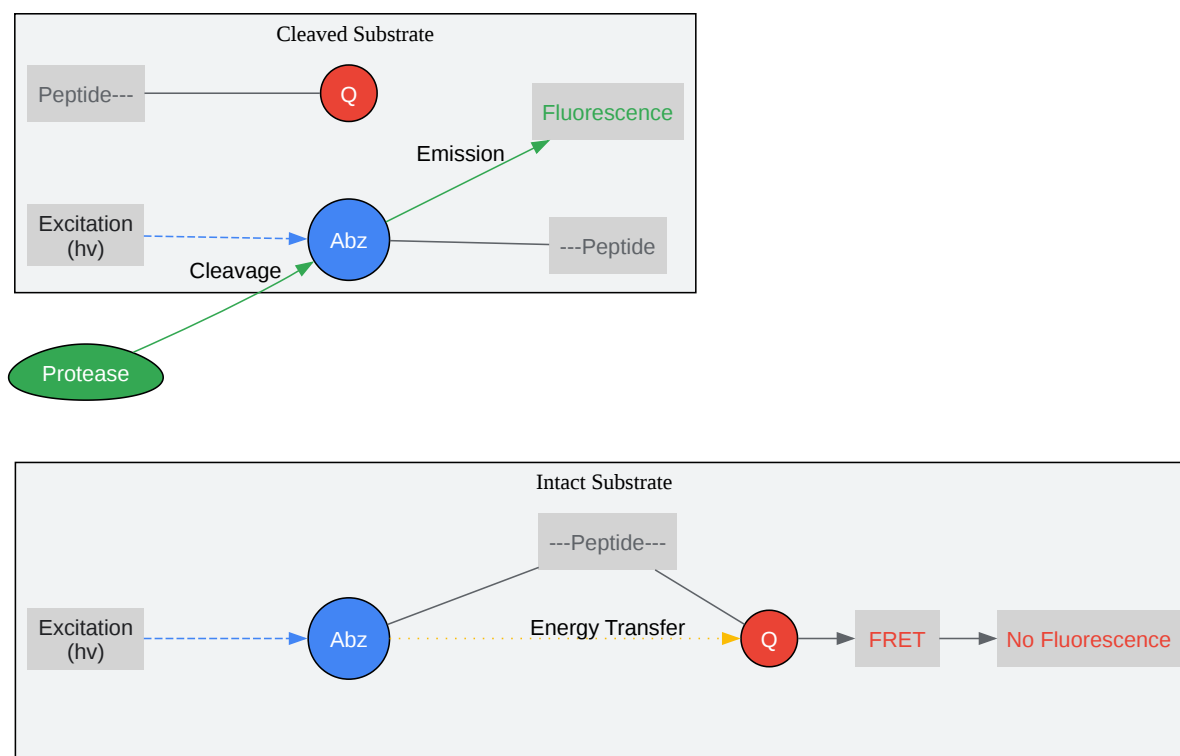 Cleaved Substrate
Peptide---
Q
Fluorescence
Emission
Excitation
(hv)
Abz
---Peptide
Cleavage
Protease
Intact Substrate
---Peptide---
Excitation
(hv)
Abz
Energy Transfer
Q
FRET
No Fluorescence